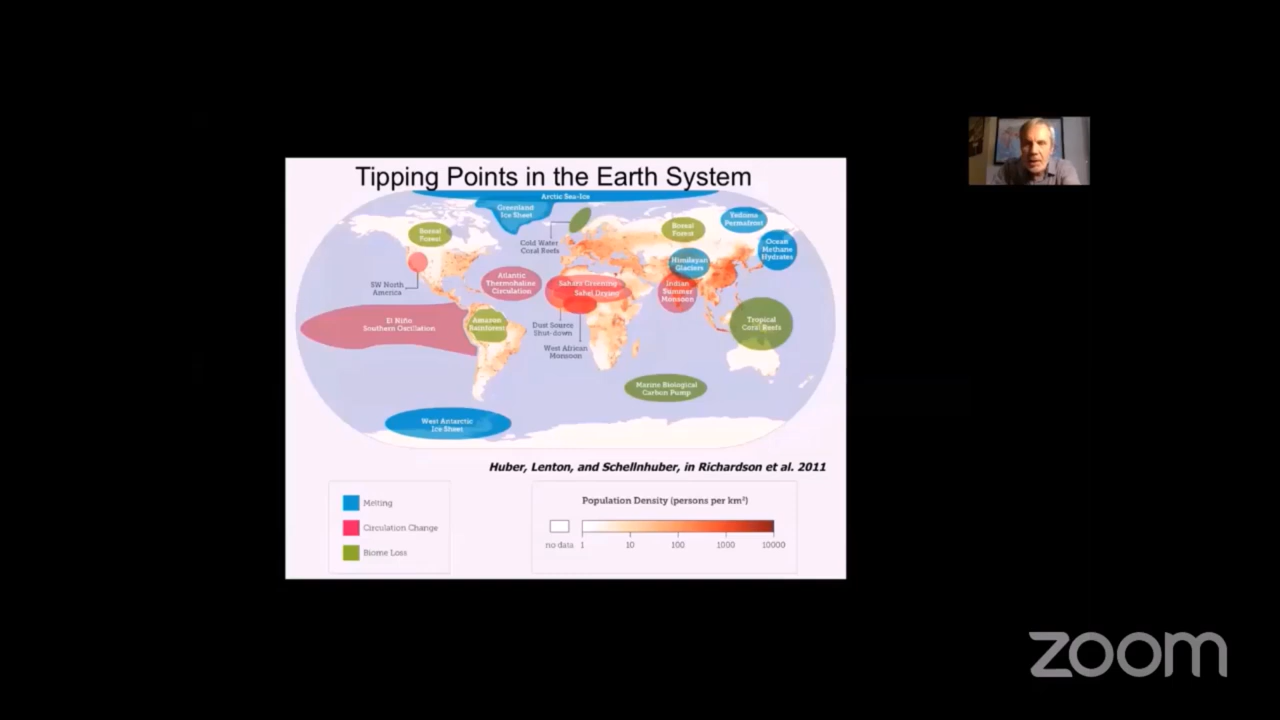 Tipping Points in the Earth System
Arctic Sea-Ice
Greenland
Ice Sheet
Boreal
Forest
Cold Water
Coral Reefs
Boreal
Forest
Yedoma
Permafrost
Ocean
Methane
Hydrates
Himilayan
Glaciers
SW North
America
Atlantic
Thermohaline
Circulation
Sahara Greening
Sahel Drying
Indian
Summer
Monsoon
El Niño
Southern Oscillation
Amazon
Rainforest
Dust Source
Shut-down
West African
Monsoon
Tropical
Coral Reefs
Marine Biological
Carbon Pump
West Antarctic
Ice Sheet
Huber, Lenton, and Schellnhuber, in Richardson et al. 2011
Melting
Circulation Change
Biome Loss
Population Density (persons per km²)
no data 1 10 100 1000 10000
zoom